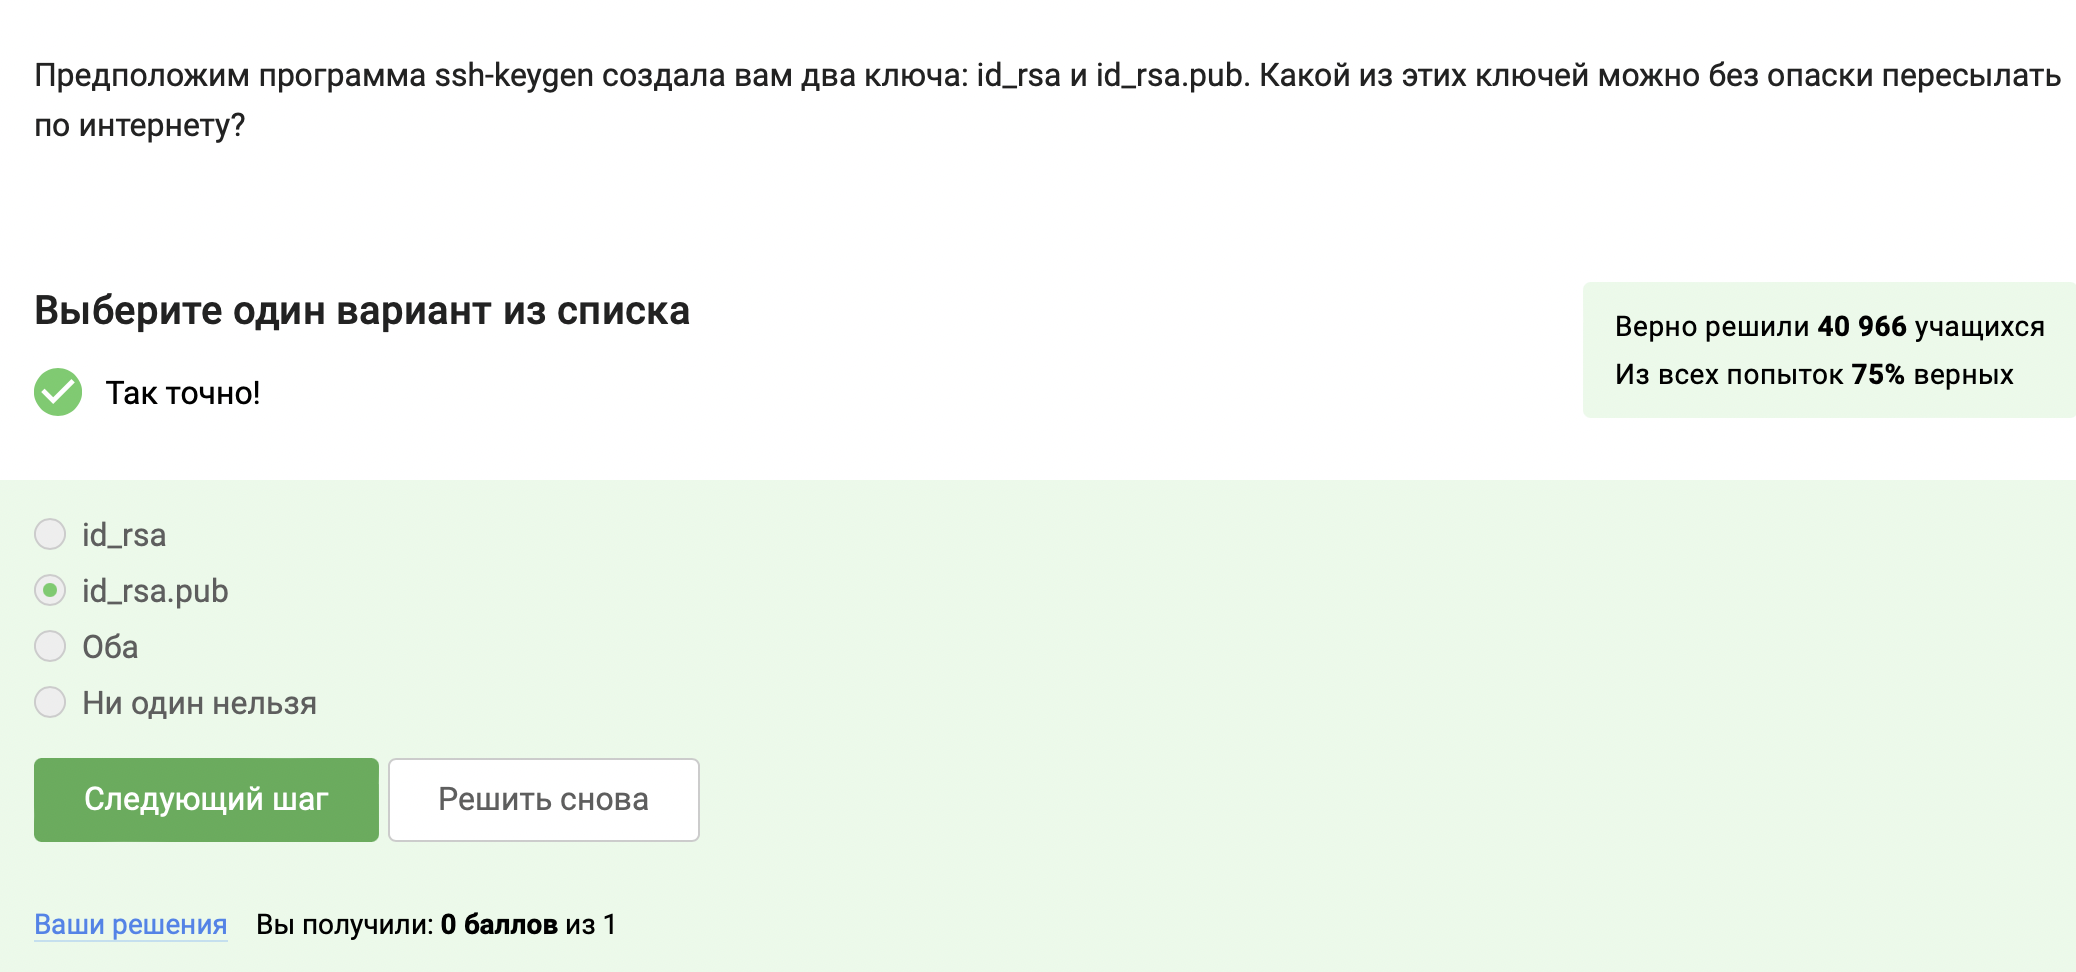 Предположим программа ssh-keygen создала вам два ключа: id_rsa и id_rsa.pub. Какой из этих ключей можно без опаски пересылать
по интернету?
Выберите один вариант из списка
Так точно!
Верно решили 40 966 учащихся
Из всех попыток 75% верных
id_rsa
id_rsa.pub
Оба
Ни один нельзя
Следующий шаг
Решить снова
Ваши решения Вы получили: 0 баллов из 1